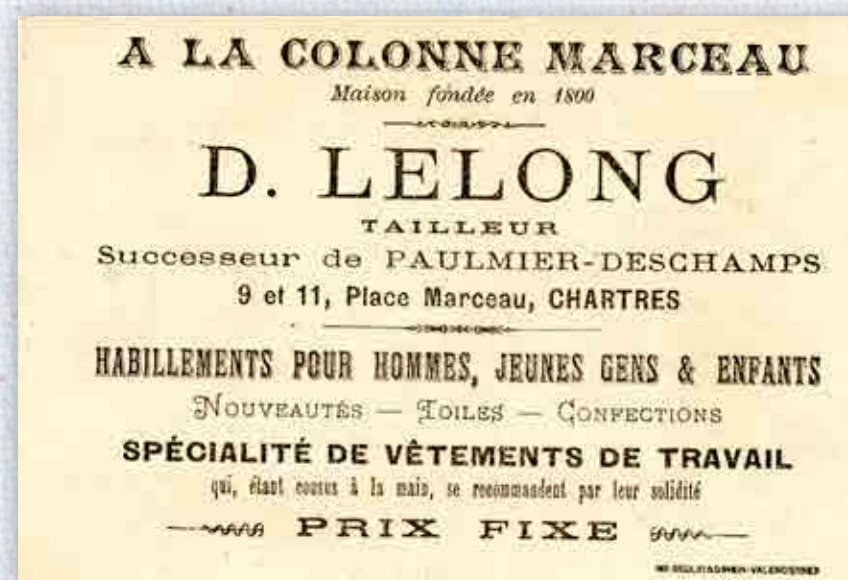 A LA COLONNE MARCEAU
Maison fondée en 1800
D. LELONG
TAILLEUR
Successeur de PAULMIER-DESCHAMPS
9 et 11, Place Marceau, CHARTRES
HABILLEMENTS POUR HOMMES, JEUNES GENS & ENFANTS
NOUVEAUTÉS — TOILES — CONFECTIONS
SPÉCIALITÉ DE VÊTEMENTS DE TRAVAIL
qui, étant cousus à la main, se recommandent par leur solidité
PRIX FIXE